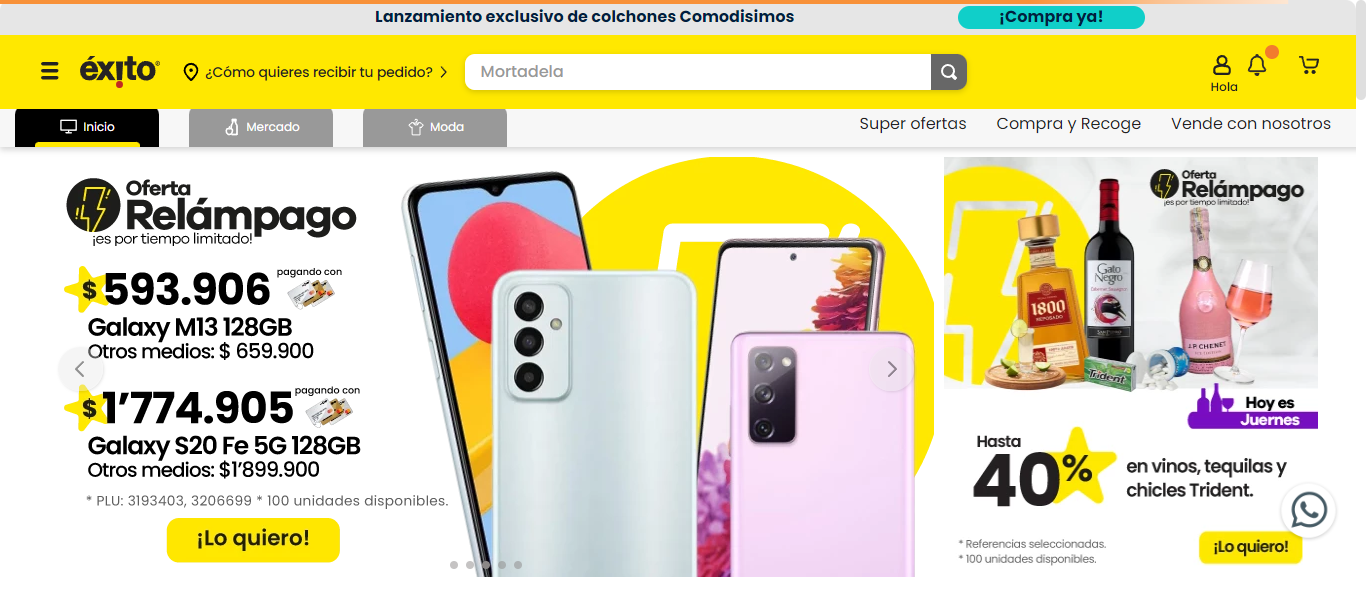 Lanzamiento exclusivo de colchones Comodisimos
¡Compra ya!
éxito
¿Cómo quieres recibir tu pedido?
Mortadela
Hola
Inicio
Mercado
Moda
Super ofertas
Compra y Recoge
Vende con nosotros
Oferta
Relámpago
¡es por tiempo limitado!
$593.906
pagando con
Galaxy M13 128GB
Otros medios: $ 659.900
$1’774.905
pagando con
Galaxy S20 Fe 5G 128GB
Otros medios: $1’899.900
* PLU: 3193403, 3206699 * 100 unidades disponibles.
¡Lo quiero!
Oferta
Relámpago
¡es por tiempo limitado!
1800
REPOSADO
Gato
Negro
J.P. CHENET
Trident
Hoy es
Juernes
Hasta
40%
en vinos, tequilas y
chicles Trident.
* Referencias seleccionadas.
* 100 unidades disponibles.
¡Lo quiero!